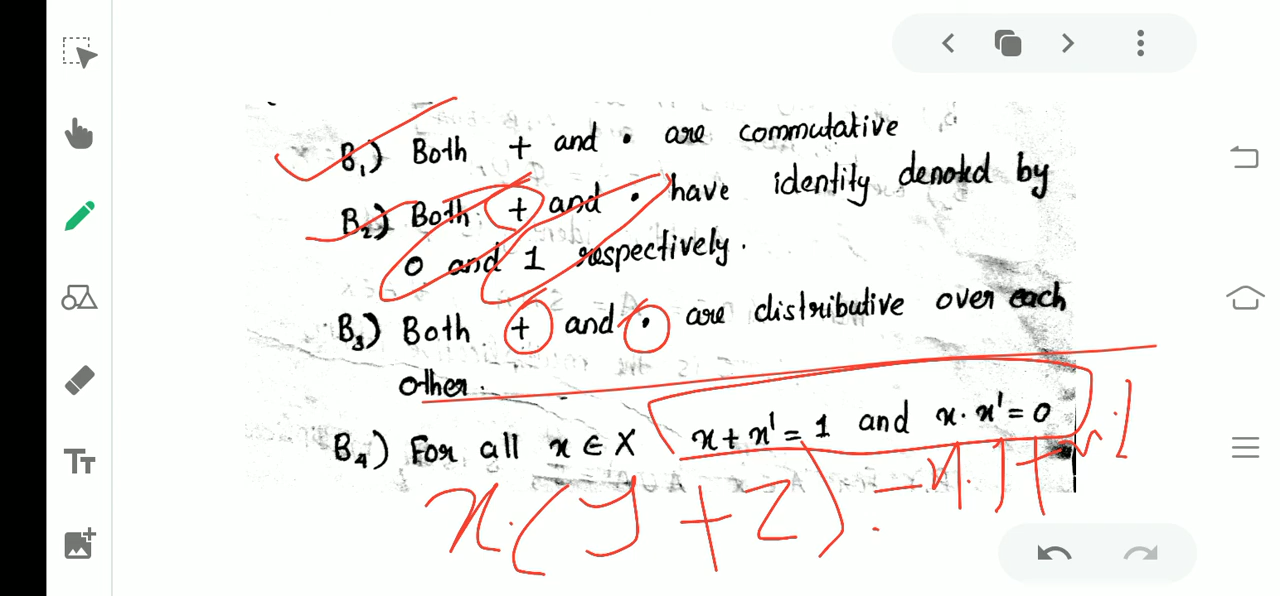 B₁) Both + and • are commutative
B₂) Both + and • have identity denoted by
0 and 1 respectively.
B₃) Both + and • are distributive over each
other.
B₄) For all x ∈ X x + x' = 1 and x · x' = 0
x·(y+z) = x·y + x·z
Tт